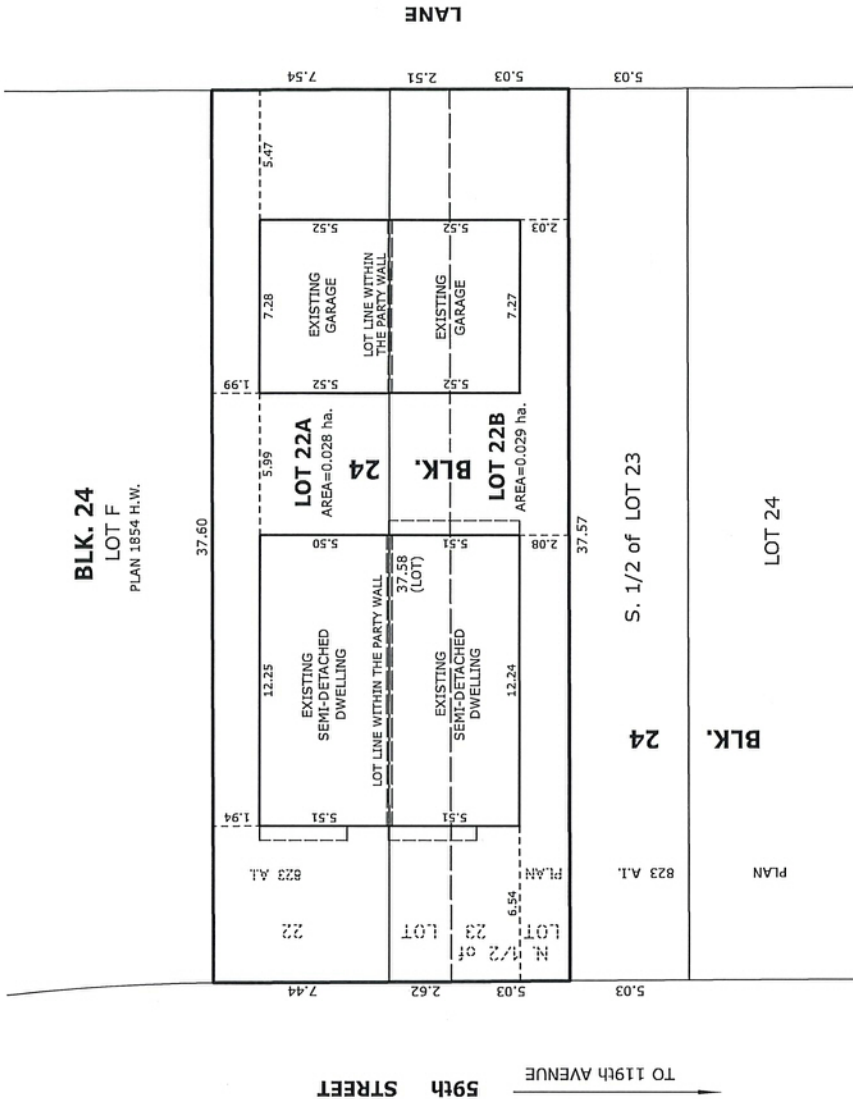 LANE
7.54
2.51
5.03
5.03
5.47
5.52
5.52
2.03
LOT LINE WITHIN
THE PARTY WALL
EXISTING
GARAGE
EXISTING
GARAGE
7.28
7.27
1.99
5.52
5.52
BLK. 24
LOT F
PLAN 1854 H.W.
37.60
5.99
LOT 22A
AREA=0.028 ha.
BLK. 24
LOT 22B
AREA=0.029 ha.
5.50
5.51
2.08
37.58
(LOT)
37.57
S. 1/2 of LOT 23
LOT 24
12.25
EXISTING
SEMI-DETACHED
DWELLING
LOT LINE WITHIN THE PARTY WALL
EXISTING
SEMI-DETACHED
DWELLING
12.24
BLK. 24
1.94
5.51
5.51
PLAN 823 A.I.
PLAN 823 A.I.
6.54
LOT 22
N. 1/2 of
LOT 23
7.44
2.62
5.03
5.03
59th STREET
TO 119th AVENUE